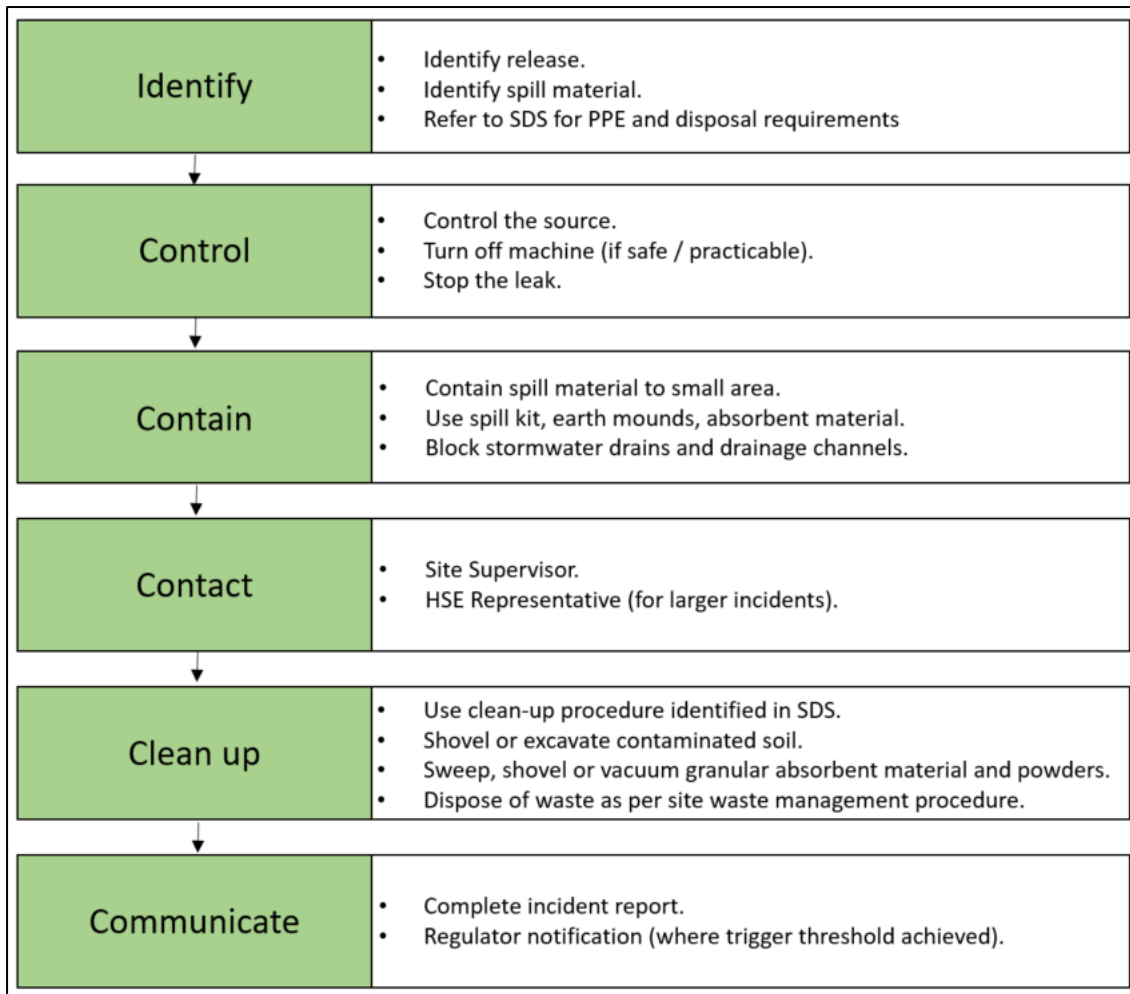 Identify
• Identify release.
• Identify spill material.
• Refer to SDS for PPE and disposal requirements
Control
• Control the source.
• Turn off machine (if safe / practicable).
• Stop the leak.
Contain
• Contain spill material to small area.
• Use spill kit, earth mounds, absorbent material.
• Block stormwater drains and drainage channels.
Contact
• Site Supervisor.
• HSE Representative (for larger incidents).
Clean up
• Use clean-up procedure identified in SDS.
• Shovel or excavate contaminated soil.
• Sweep, shovel or vacuum granular absorbent material and powders.
• Dispose of waste as per site waste management procedure.
Communicate
• Complete incident report.
• Regulator notification (where trigger threshold achieved).